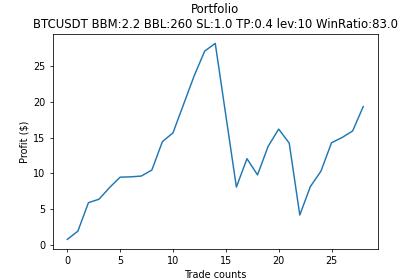 Portfolio
BTCUSDT BBM:2.2 BBL:260 SL:1.0 TP:0.4 lev:10 WinRatio:83.0
25
20
15
10
5
0
Profit ($)
0 5 10 15 20 25
Trade counts